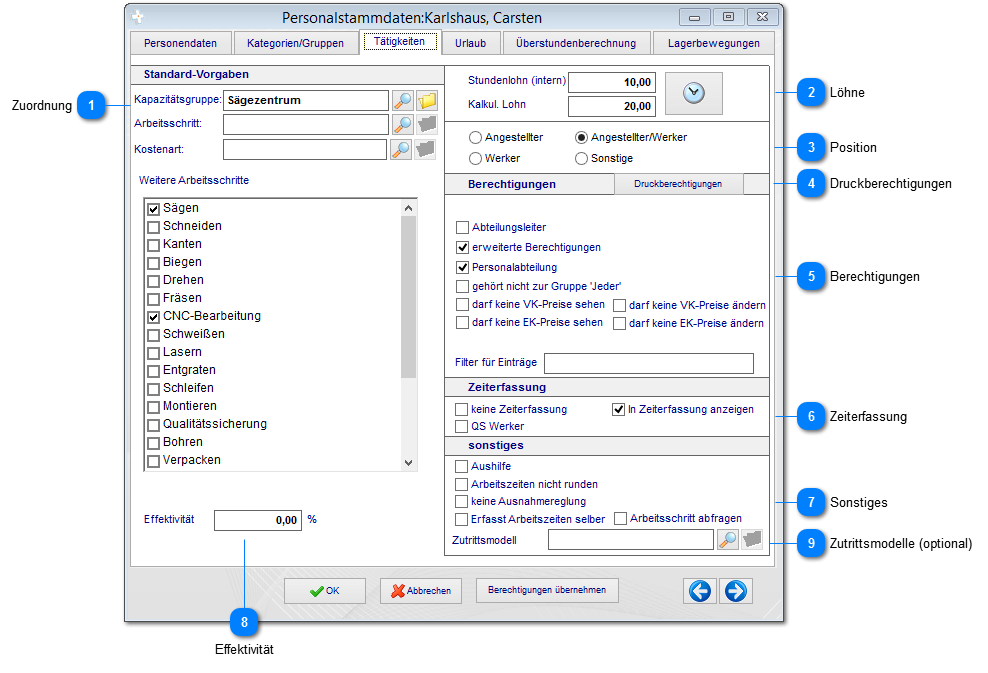 Personalstammdaten:Karlshaus, Carsten
Personendaten
Kategorien/Gruppen
Tätigkeiten
Urlaub
Überstundenberechnung
Lagerbewegungen
Standard-Vorgaben
Zuordnung 1
Kapazitätsgruppe: Sägezentrum
Arbeitsschritt:
Kostenart:
Weitere Arbeitsschritte
Sägen
Schneiden
Kanten
Biegen
Drehen
Fräsen
CNC-Bearbeitung
Schweißen
Lasern
Entgraten
Schleifen
Montieren
Qualitätssicherung
Bohren
Verpacken
Effektivität 0,00 %
Stundenlohn (intern) 10,00
Kalkul. Lohn 20,00
2 Löhne
Angestellter
Angestellter/Werker
Werker
Sonstige
3 Position
Berechtigungen
Druckberechtigungen
4 Druckberechtigungen
Abteilungsleiter
erweiterte Berechtigungen
Personalabteilung
gehört nicht zur Gruppe 'Jeder'
darf keine VK-Preise sehen
darf keine VK-Preise ändern
darf keine EK-Preise sehen
darf keine EK-Preise ändern
5 Berechtigungen
Filter für Einträge
Zeiterfassung
keine Zeiterfassung
In Zeiterfassung anzeigen
QS Werker
6 Zeiterfassung
sonstiges
Aushilfe
Arbeitszeiten nicht runden
keine Ausnahmereglung
Erfasst Arbeitszeiten selber
Arbeitsschritt abfragen
7 Sonstiges
Zutrittsmodell
9 Zutrittsmodelle (optional)
OK
Abbrechen
Berechtigungen übernehmen
8
Effektivität